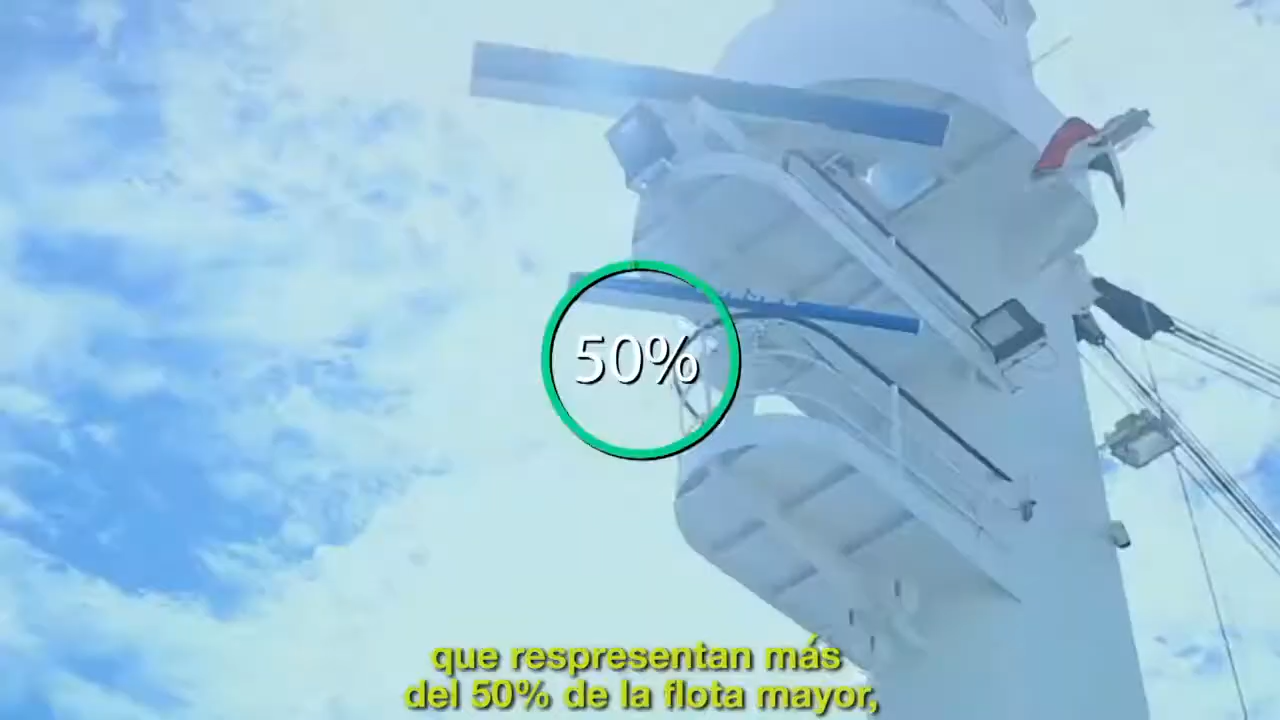 50%
que respresentan más
del 50% de la flota mayor,